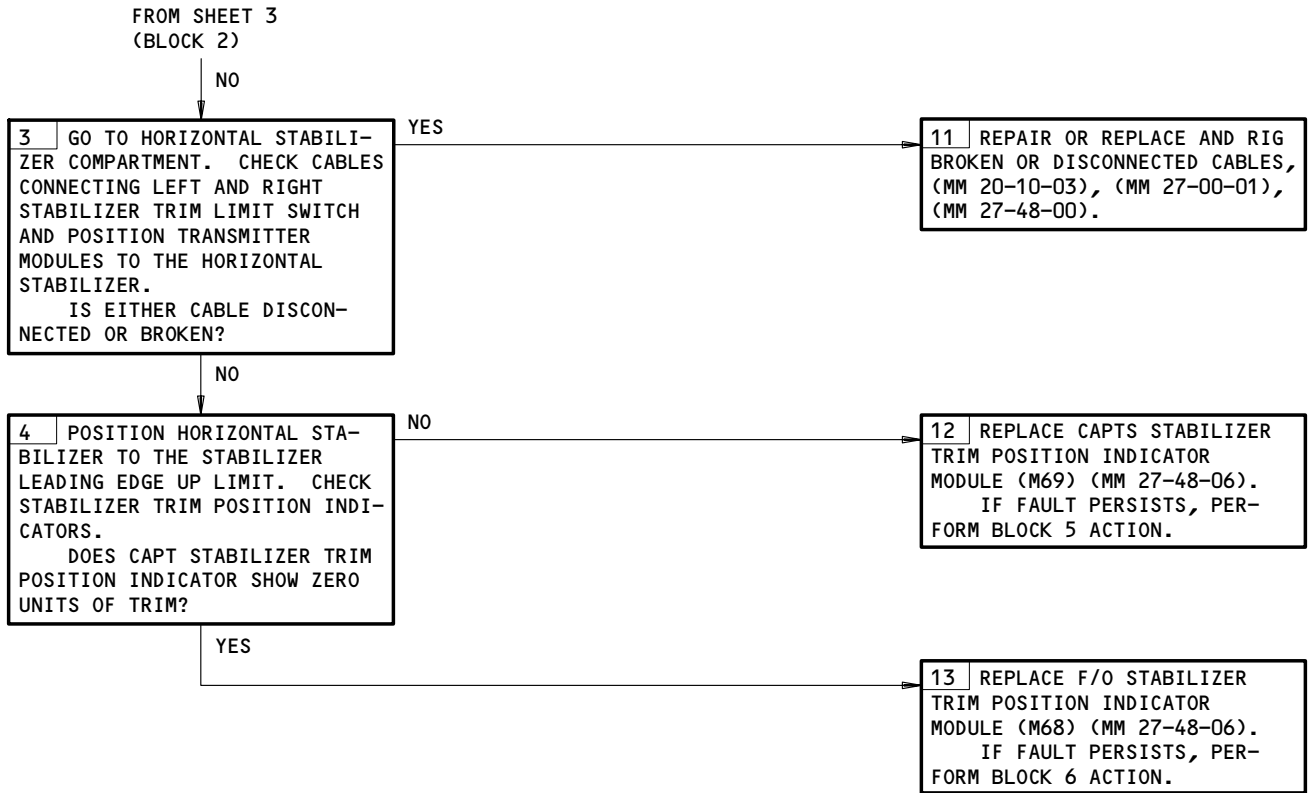 FROM SHEET 3
(BLOCK 2)
NO
3 GO TO HORIZONTAL STABILI-
ZER COMPARTMENT. CHECK CABLES
CONNECTING LEFT AND RIGHT
STABILIZER TRIM LIMIT SWITCH
AND POSITION TRANSMITTER
MODULES TO THE HORIZONTAL
STABILIZER.
IS EITHER CABLE DISCON-
NECTED OR BROKEN?
YES
11 REPAIR OR REPLACE AND RIG
BROKEN OR DISCONNECTED CABLES,
(MM 20-10-03), (MM 27-00-01),
(MM 27-48-00).
NO
4 POSITION HORIZONTAL STA-
BILIZER TO THE STABILIZER
LEADING EDGE UP LIMIT. CHECK
STABILIZER TRIM POSITION INDI-
CATORS.
DOES CAPT STABILIZER TRIM
POSITION INDICATOR SHOW ZERO
UNITS OF TRIM?
NO
12 REPLACE CAPTS STABILIZER
TRIM POSITION INDICATOR
MODULE (M69) (MM 27-48-06).
IF FAULT PERSISTS, PER-
FORM BLOCK 5 ACTION.
YES
13 REPLACE F/O STABILIZER
TRIM POSITION INDICATOR
MODULE (M68) (MM 27-48-06).
IF FAULT PERSISTS, PER-
FORM BLOCK 6 ACTION.